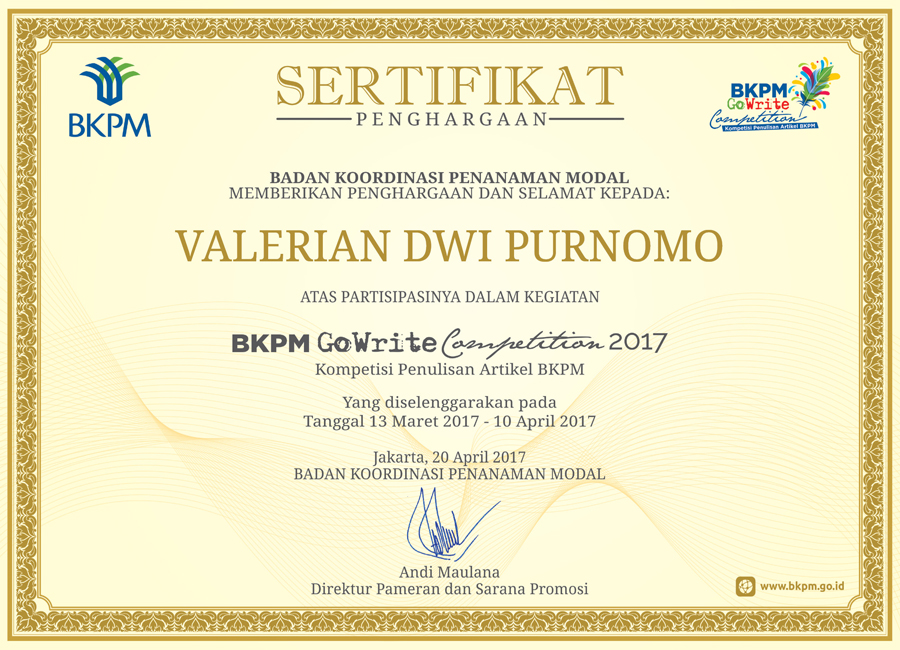 BKPM
SERTIFIKAT
PENGHARGAAN
BKPM
GoWrite
Competition
Kompetisi Penulisan Artikel BKPM
BADAN KOORDINASI PENANAMAN MODAL
MEMBERIKAN PENGHARGAAN DAN SELAMAT KEPADA:
VALERIAN DWI PURNOMO
ATAS PARTISIPASINYA DALAM KEGIATAN
BKPM GoWrite Competition 2017
Kompetisi Penulisan Artikel BKPM
Yang diselenggarakan pada
Tanggal 13 Maret 2017 - 10 April 2017
Jakarta, 20 April 2017
BADAN KOORDINASI PENANAMAN MODAL
Andi Maulana
Direktur Pameran dan Sarana Promosi
www.bkpm.go.id